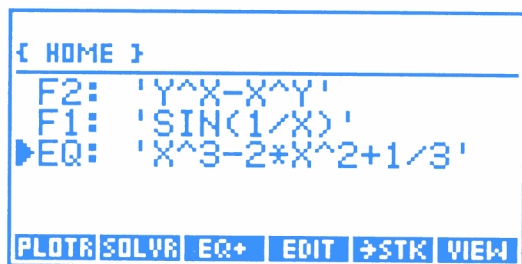 { HOME }
F2: 'Y^X-X^Y'
F1: 'SIN(1/X)'
▶EQ: 'X^3-2*X^2+1/3'
PLOTR SOLVR EQ+ EDIT →STK VIEW